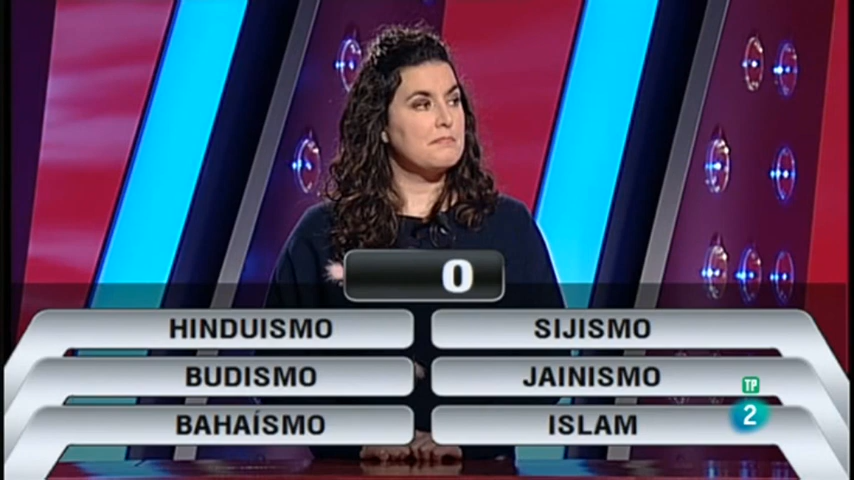 0
HINDUISMO
SIJISMO
BUDISMO
JAINISMO
BAHAÍSMO
ISLAM
TP
2